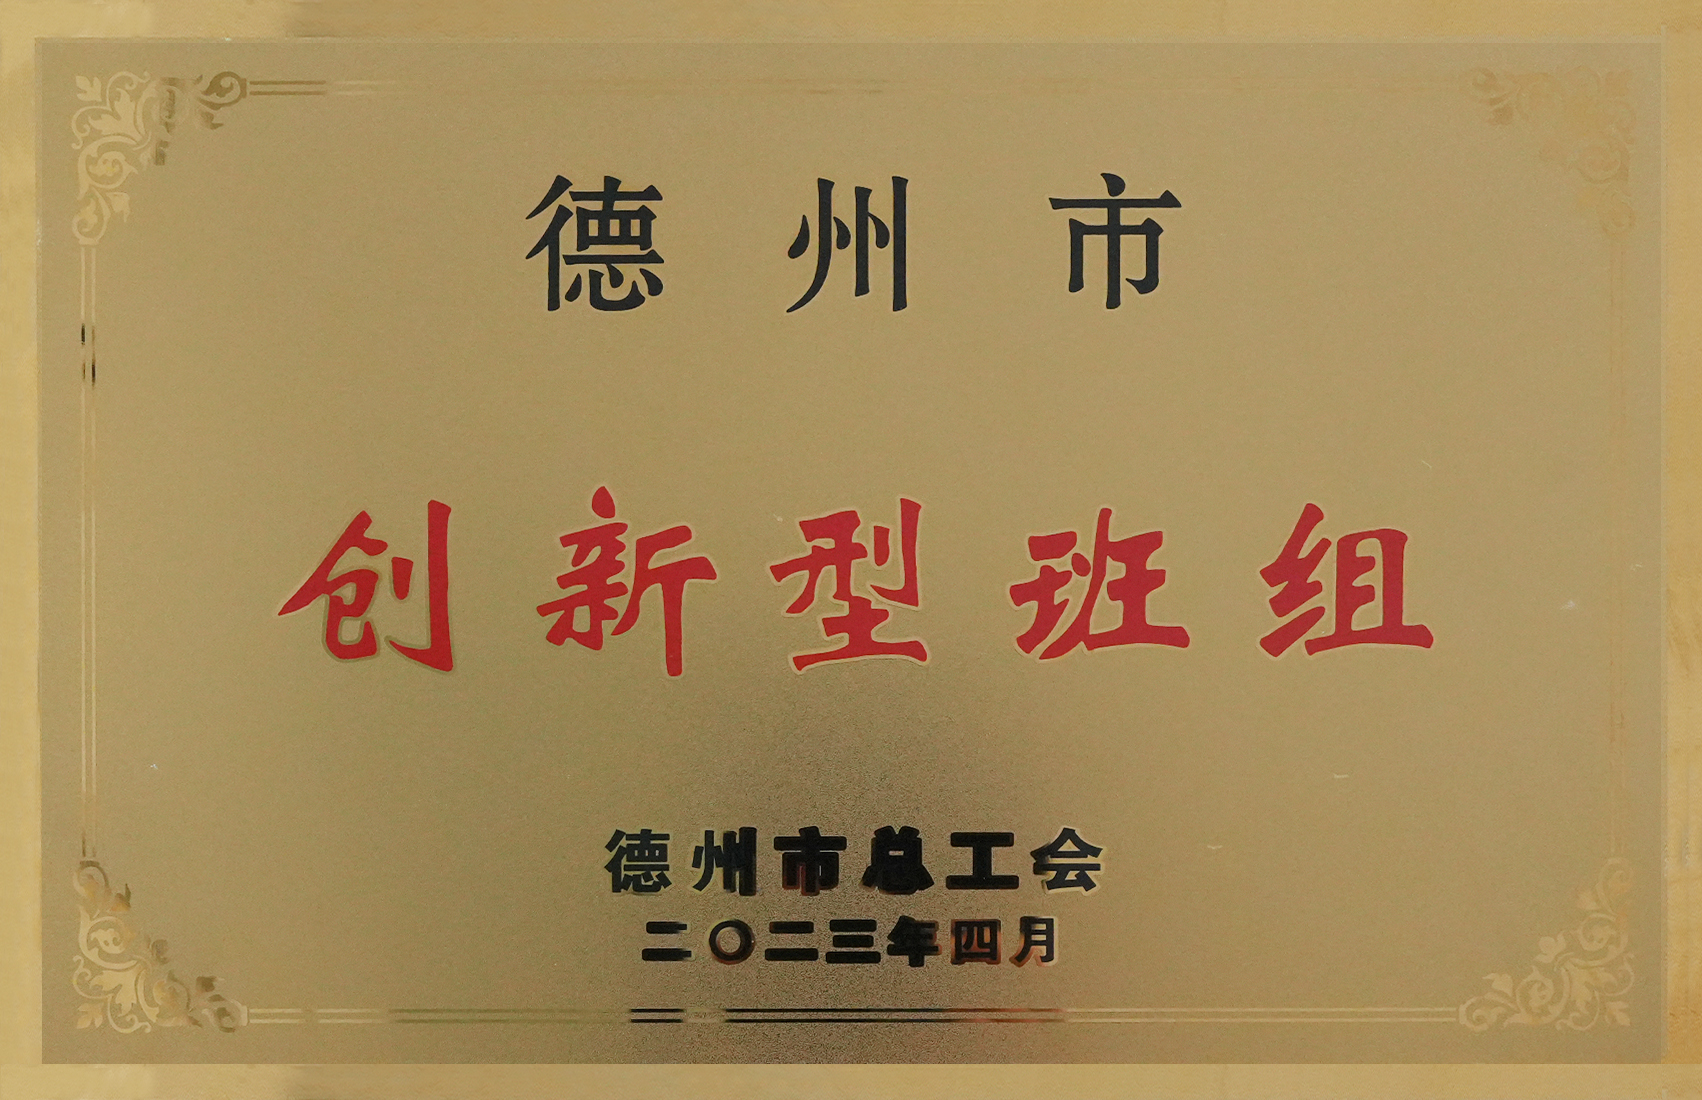 德州市
创新型班组
德州市总工会
二〇二三年四月